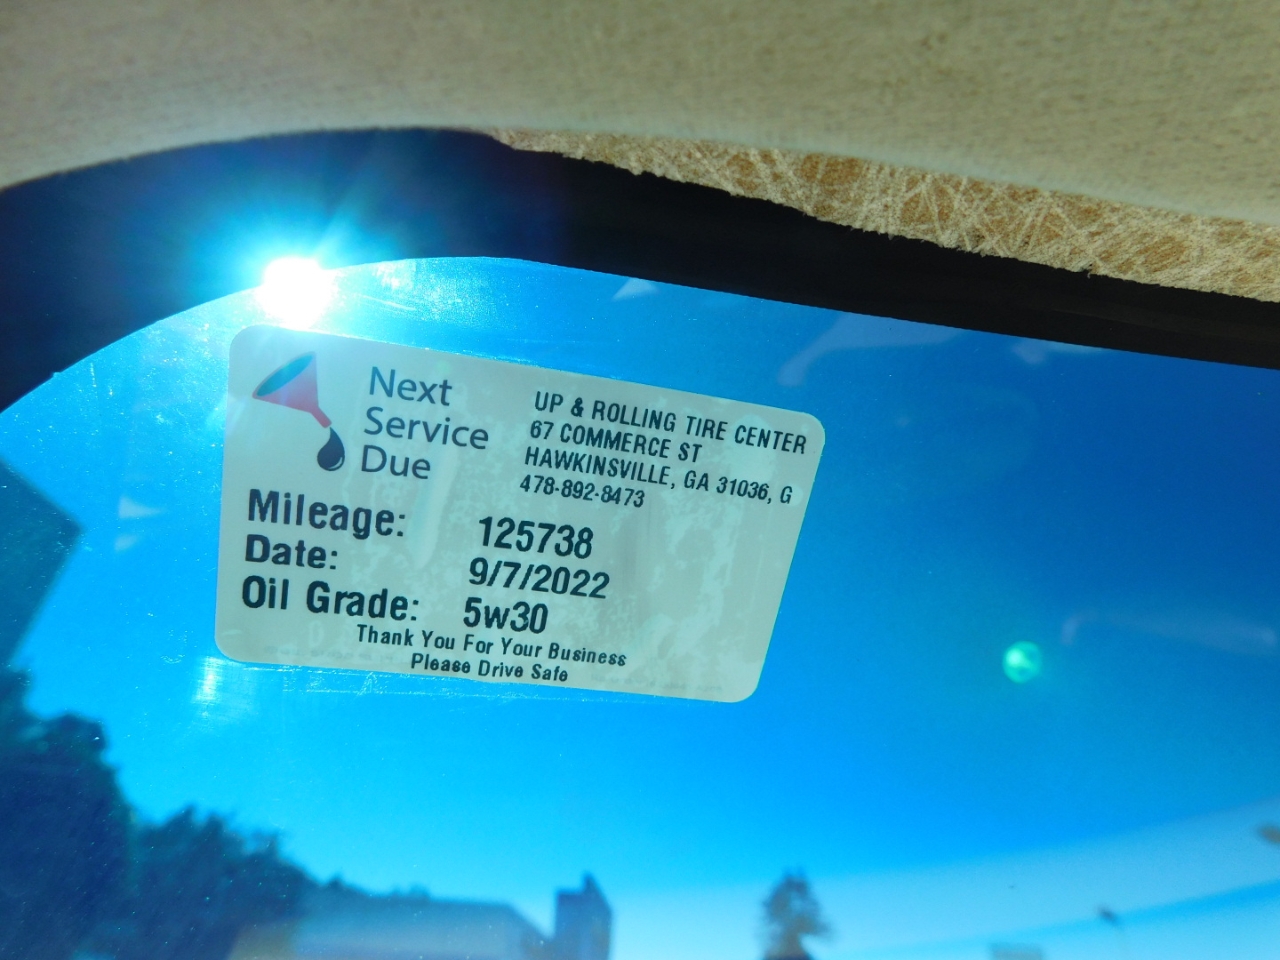 Next
Service
Due
UP & ROLLING TIRE CENTER
67 COMMERCE ST
HAWKINSVILLE, GA 31036, G
478-892-8473
Mileage: 125738
Date: 9/7/2022
Oil Grade: 5w30
Thank You For Your Business
Please Drive Safe